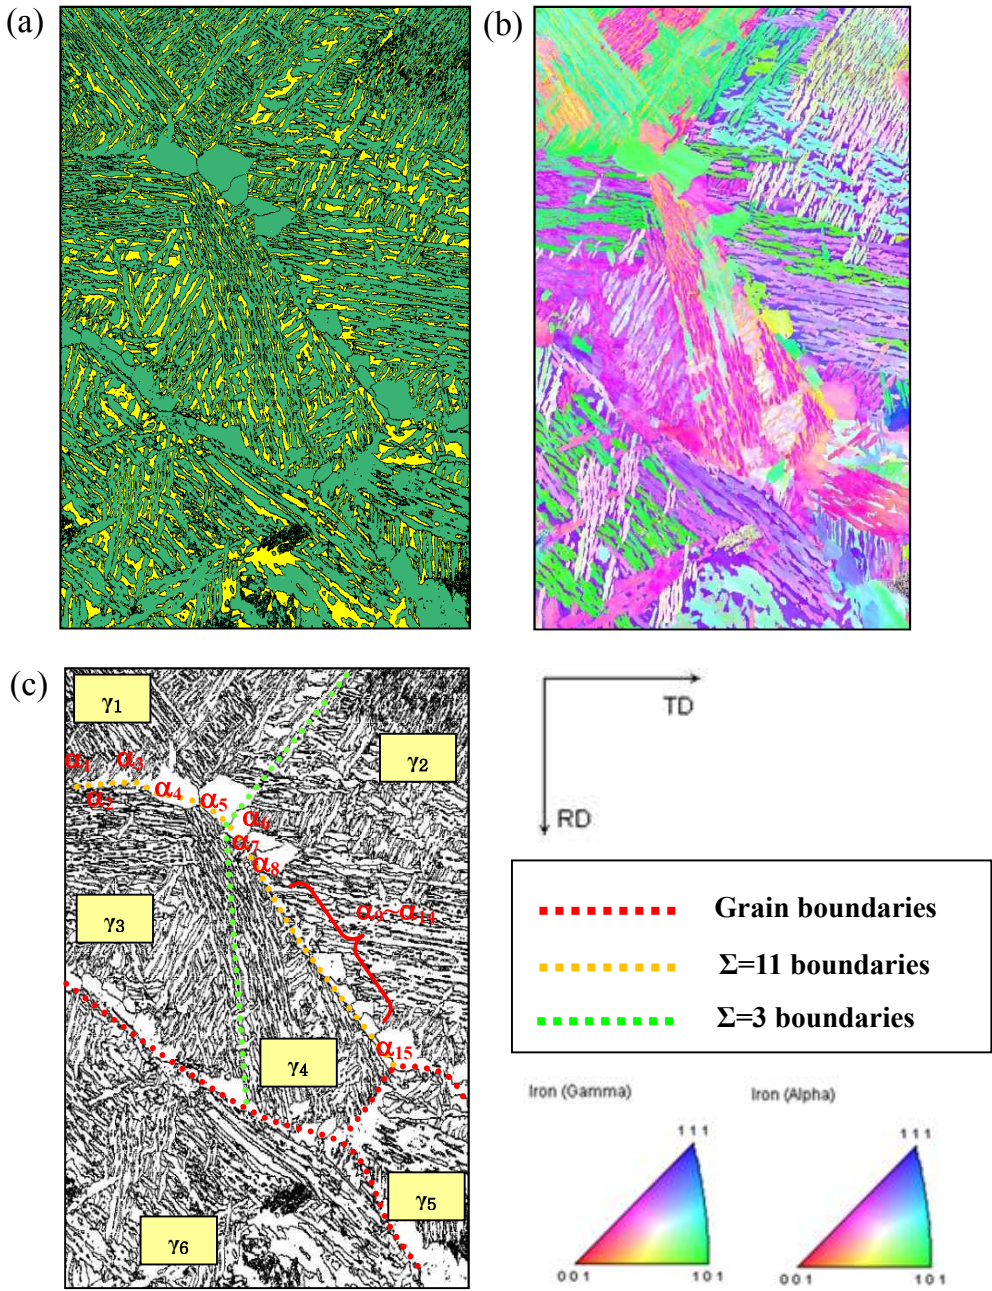 (a)
(b)
(c)
γ1
γ2
α1
α3
α2
α4
α5
α6
α7
α8
γ3
α9~α14
γ4
α15
γ5
γ6
TD
RD
Grain boundaries
Σ=11 boundaries
Σ=3 boundaries
Iron (Gamma)
Iron (Alpha)
111
001
101
111
001
101